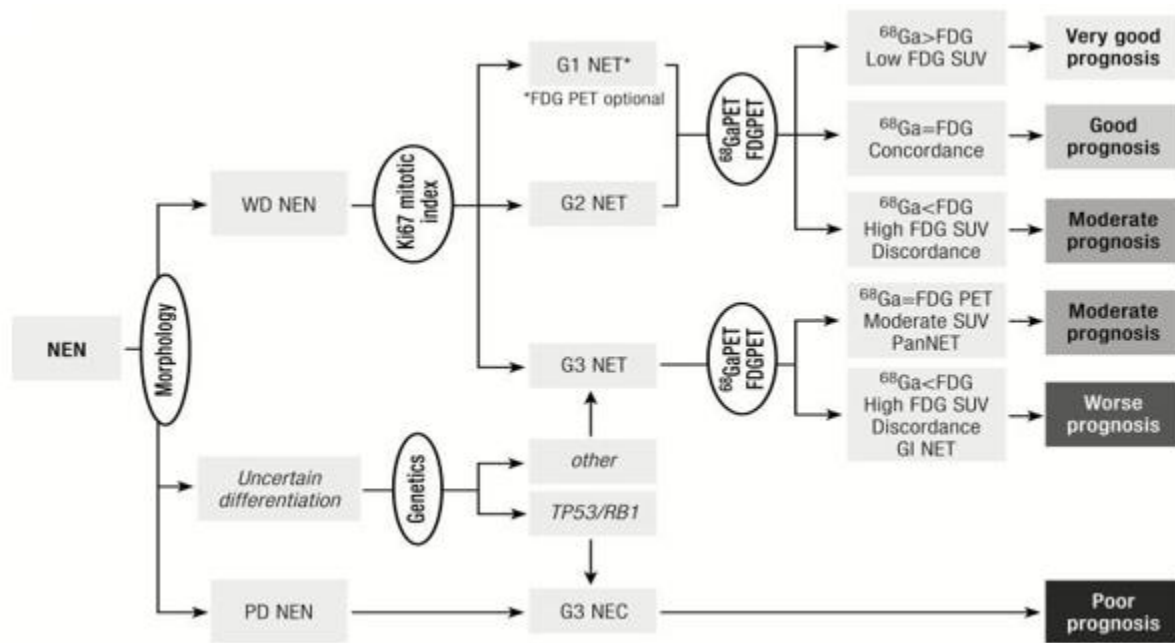 NEN
Morphology
WD NEN
Uncertain
differentiation
PD NEN
Ki67 mitotic
index
Genetics
G1 NET*
*FDG PET optional
G2 NET
G3 NET
other
TP53/RB1
G3 NEC
⁶⁸GaPET
FDGPET
⁶⁸GaPET
FDGPET
⁶⁸Ga>FDG
Low FDG SUV
⁶⁸Ga=FDG
Concordance
⁶⁸Ga<FDG
High FDG SUV
Discordance
⁶⁸Ga=FDG PET
Moderate SUV
PanNET
⁶⁸Ga<FDG
High FDG SUV
Discordance
GI NET
Very good
prognosis
Good
prognosis
Moderate
prognosis
Moderate
prognosis
Worse
prognosis
Poor
prognosis